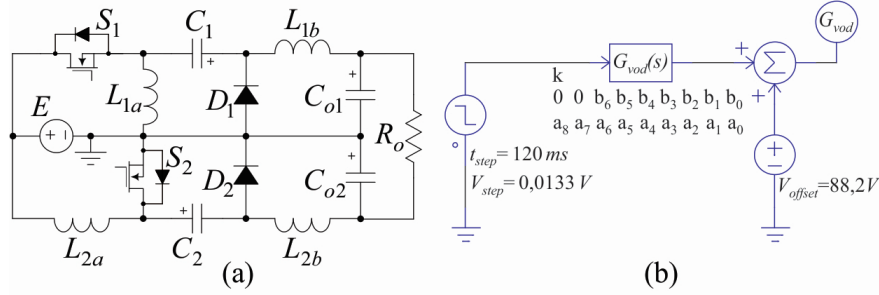 S₁ C₁ L₁b
L₁a D₁ Cₒ₁
E Rₒ
S₂ D₂ Cₒ₂
L₂a C₂ L₂b
(a)
Gvod
Gvod(s)
Σ
k
0 0 b₆ b₅ b₄ b₃ b₂ b₁ b₀
a₈ a₇ a₆ a₅ a₄ a₃ a₂ a₁ a₀
tstep = 120 ms
Vstep= 0,0133 V
Voffset=88,2V
(b)